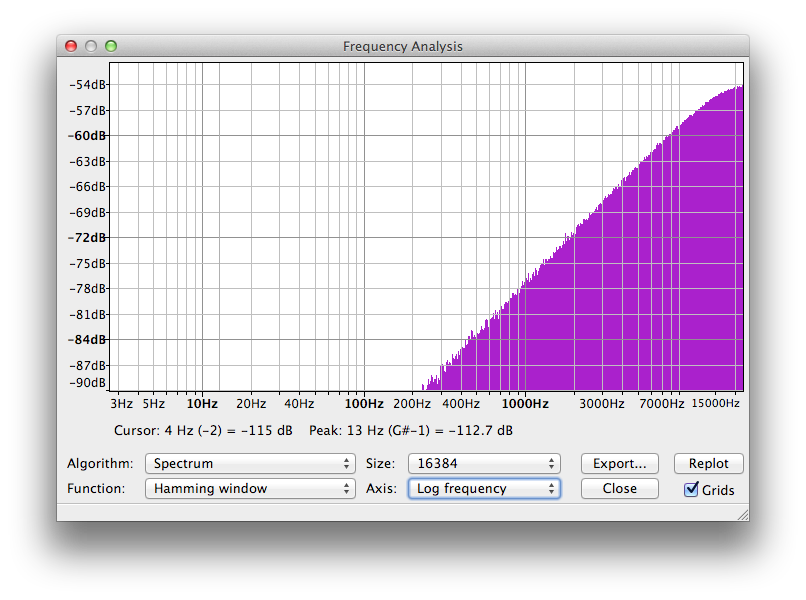 Frequency Analysis
-54dB
-57dB
-60dB
-63dB
-66dB
-69dB
-72dB
-75dB
-78dB
-81dB
-84dB
-87dB
-90dB
3Hz 5Hz 10Hz 20Hz 40Hz 100Hz 200Hz 400Hz 1000Hz 3000Hz 7000Hz 15000Hz
Cursor: 4 Hz (-2) = -115 dB Peak: 13 Hz (G#-1) = -112.7 dB
Algorithm: Spectrum Size: 16384 Export... Replot
Function: Hamming window Axis: Log frequency Close Grids